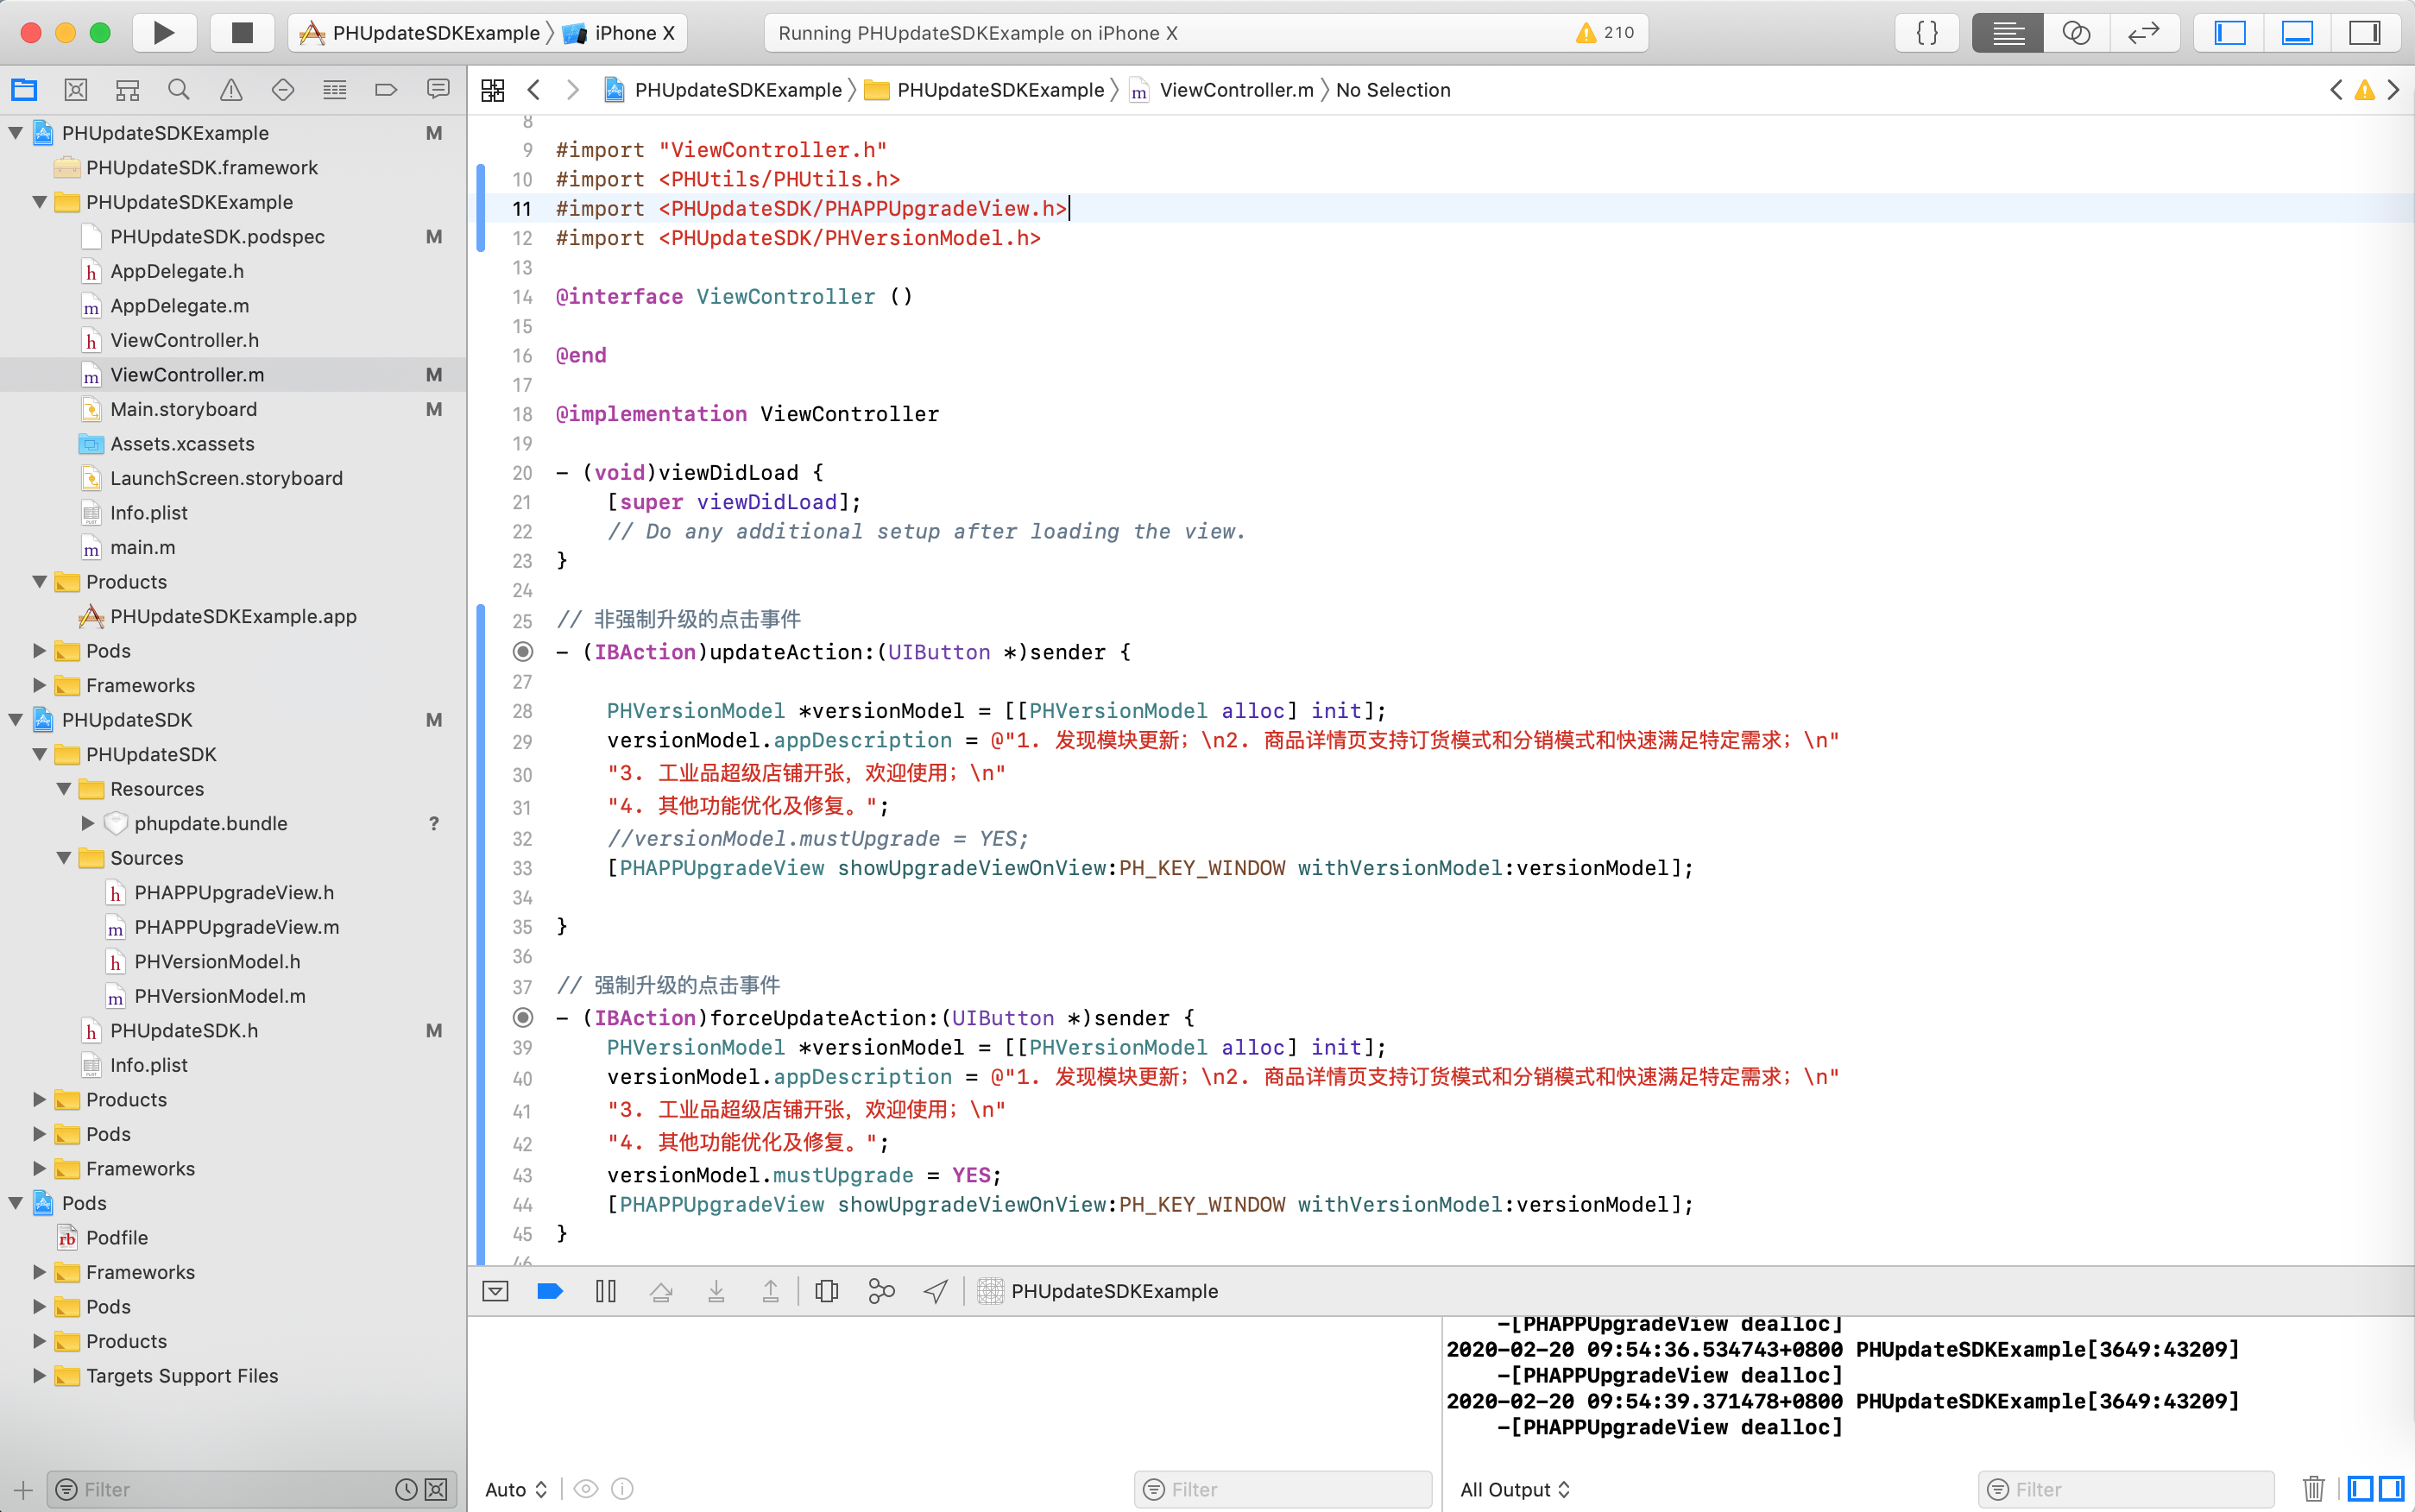 PHUpdateSDKExample iPhone X
Running PHUpdateSDKExample on iPhone X
210
{ }
PHUpdateSDKExample M
PHUpdateSDK.framework
PHUpdateSDKExample
PHUpdateSDK.podspec M
h AppDelegate.h
m AppDelegate.m
h ViewController.h
m ViewController.m M
Main.storyboard M
Assets.xcassets
LaunchScreen.storyboard
Info.plist
m main.m
Products
PHUpdateSDKExample.app
Pods
Frameworks
PHUpdateSDK M
PHUpdateSDK
Resources
phupdate.bundle ?
Sources
h PHAPPUpgradeView.h
m PHAPPUpgradeView.m
h PHVersionModel.h
m PHVersionModel.m
h PHUpdateSDK.h M
Info.plist
Products
Pods
Frameworks
Pods
rb Podfile
Frameworks
Pods
Products
Targets Support Files
Filter
PHUpdateSDKExample PHUpdateSDKExample m ViewController.m No Selection
8
9 #import "ViewController.h"
10 #import <PHUtils/PHUtils.h>
11 #import <PHUpdateSDK/PHAPPUpgradeView.h>
12 #import <PHUpdateSDK/PHVersionModel.h>
13
14 @interface ViewController ()
15
16 @end
17
18 @implementation ViewController
19
20 - (void)viewDidLoad {
21 [super viewDidLoad];
22 // Do any additional setup after loading the view.
23 }
24
25 // 非强制升级的点击事件
- (IBAction)updateAction:(UIButton *)sender {
27
28 PHVersionModel *versionModel = [[PHVersionModel alloc] init];
29 versionModel.appDescription = @"1. 发现模块更新；\n2. 商品详情页支持订货模式和分销模式和快速满足特定需求；\n"
30 "3. 工业品超级店铺开张，欢迎使用；\n"
31 "4. 其他功能优化及修复。";
32 //versionModel.mustUpgrade = YES;
33 [PHAPPUpgradeView showUpgradeViewOnView:PH_KEY_WINDOW withVersionModel:versionModel];
34
35 }
36
37 // 强制升级的点击事件
- (IBAction)forceUpdateAction:(UIButton *)sender {
39 PHVersionModel *versionModel = [[PHVersionModel alloc] init];
40 versionModel.appDescription = @"1. 发现模块更新；\n2. 商品详情页支持订货模式和分销模式和快速满足特定需求；\n"
41 "3. 工业品超级店铺开张，欢迎使用；\n"
42 "4. 其他功能优化及修复。";
43 versionModel.mustUpgrade = YES;
44 [PHAPPUpgradeView showUpgradeViewOnView:PH_KEY_WINDOW withVersionModel:versionModel];
45 }
46
PHUpdateSDKExample
-[PHAPPUpgradeView dealloc]
2020-02-20 09:54:36.534743+0800 PHUpdateSDKExample[3649:43209]
-[PHAPPUpgradeView dealloc]
2020-02-20 09:54:39.371478+0800 PHUpdateSDKExample[3649:43209]
-[PHAPPUpgradeView dealloc]
Auto Filter
All Output Filter